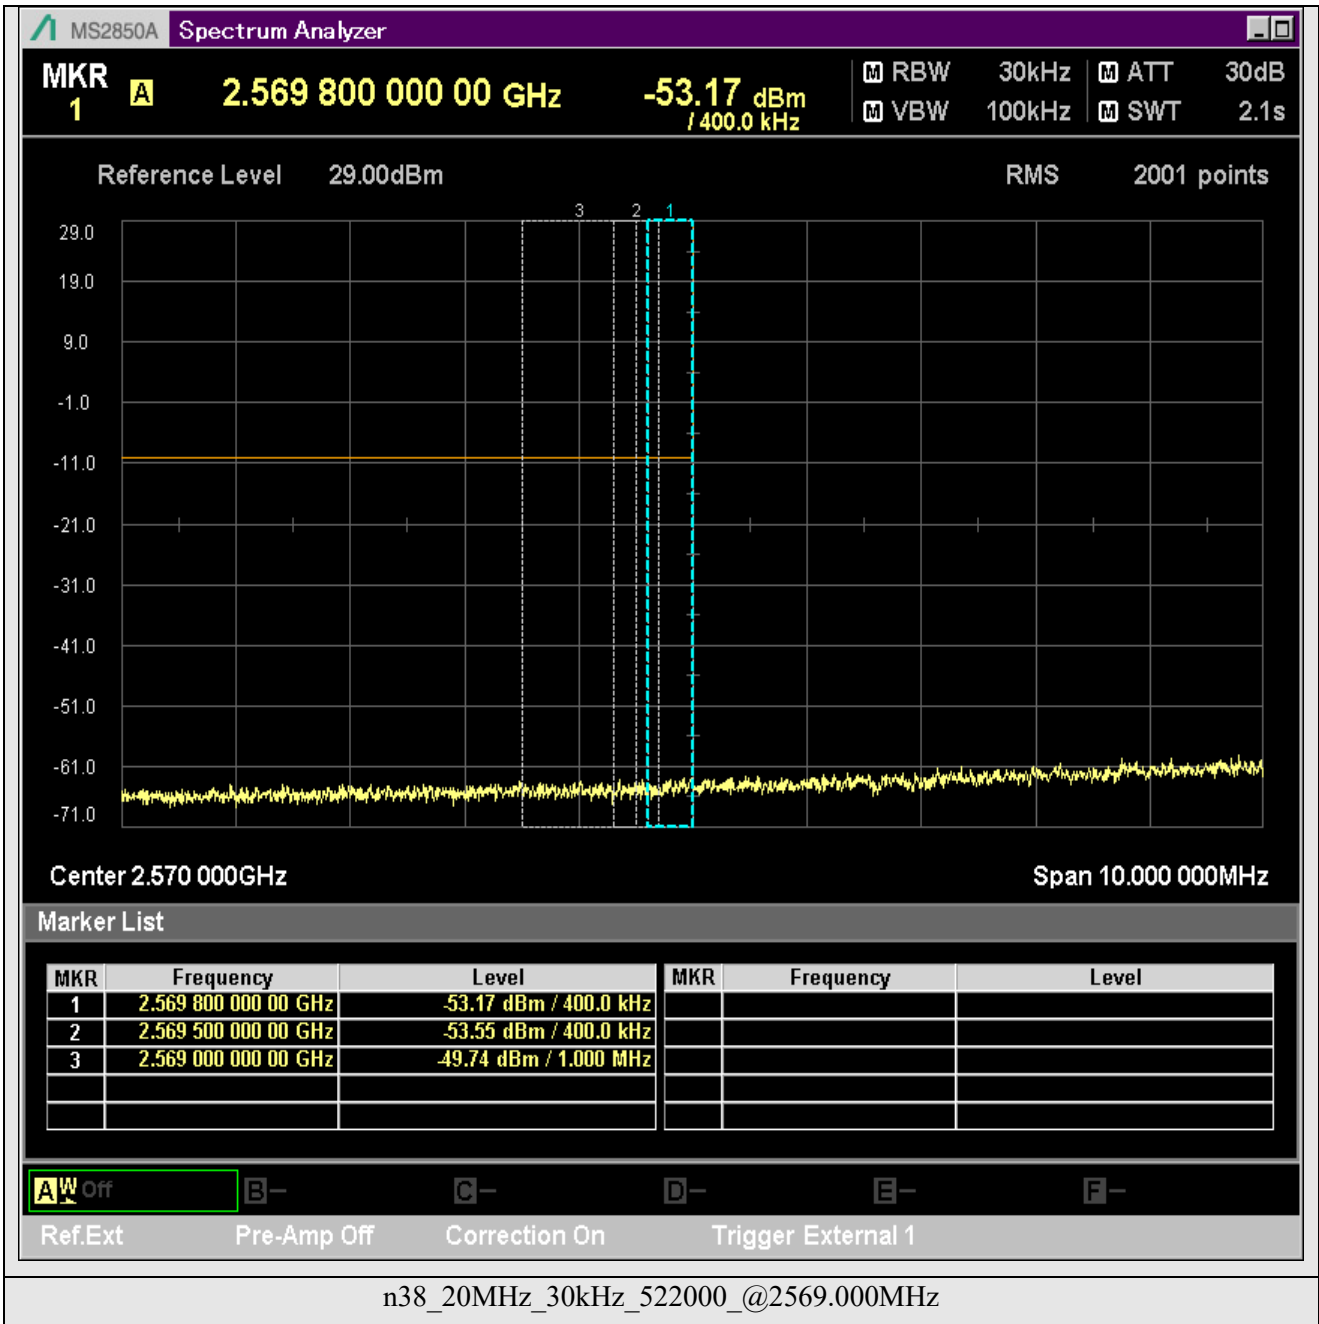 MS2850A Spectrum Analyzer
MKR 1 A 2.569 800 000 00 GHz -53.17 dBm / 400.0 kHz
M RBW 30kHz M ATT 30dB
M VBW 100kHz M SWT 2.1s
Reference Level 29.00dBm RMS 2001 points
3 2 1
29.0
19.0
9.0
-1.0
-11.0
-21.0
-31.0
-41.0
-51.0
-61.0
-71.0
Center 2.570 000GHz Span 10.000 000MHz
Marker List
MKR Frequency Level MKR Frequency Level
1 2.569 800 000 00 GHz -53.17 dBm / 400.0 kHz
2 2.569 500 000 00 GHz -53.55 dBm / 400.0 kHz
3 2.569 000 000 00 GHz -49.74 dBm / 1.000 MHz
A W Off B- C- D- E- F-
Ref.Ext Pre-Amp Off Correction On Trigger External 1
n38_20MHz_30kHz_522000_@2569.000MHz